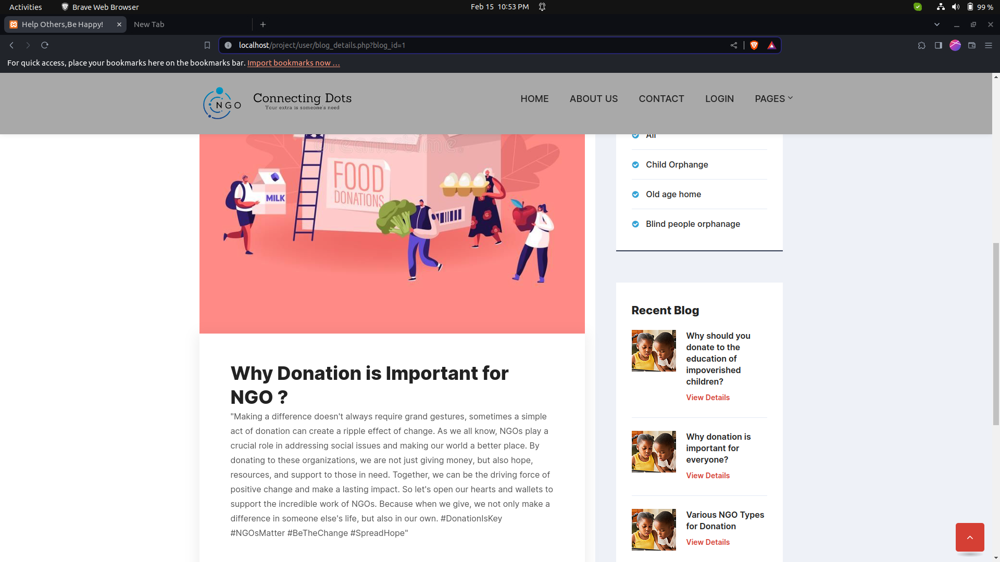 Activities
Brave Web Browser
Feb 15 10:53 PM
99 %
Help Others,Be Happy!
New Tab
localhost/project/user/blog_details.php?blog_id=1
For quick access, place your bookmarks here on the bookmarks bar. Import bookmarks now …
NGO
Connecting Dots
Your extra is someone's need
HOME
ABOUT US
CONTACT
LOGIN
PAGES
dreamstime.
FOOD
DONATIONS
MILK
All
Child Orphange
Old age home
Blind people orphanage
Why Donation is Important for
NGO ?
"Making a difference doesn't always require grand gestures, sometimes a simple
act of donation can create a ripple effect of change. As we all know, NGOs play a
crucial role in addressing social issues and making our world a better place. By
donating to these organizations, we are not just giving money, but also hope,
resources, and support to those in need. Together, we can be the driving force of
positive change and make a lasting impact. So let's open our hearts and wallets to
support the incredible work of NGOs. Because when we give, we not only make a
difference in someone else's life, but also in our own. #DonationIsKey
#NGOsMatter #BeTheChange #SpreadHope"
Recent Blog
Why should you
donate to the
education of
impoverished
children?
View Details
Why donation is
important for
everyone?
View Details
Various NGO Types
for Donation
View Details